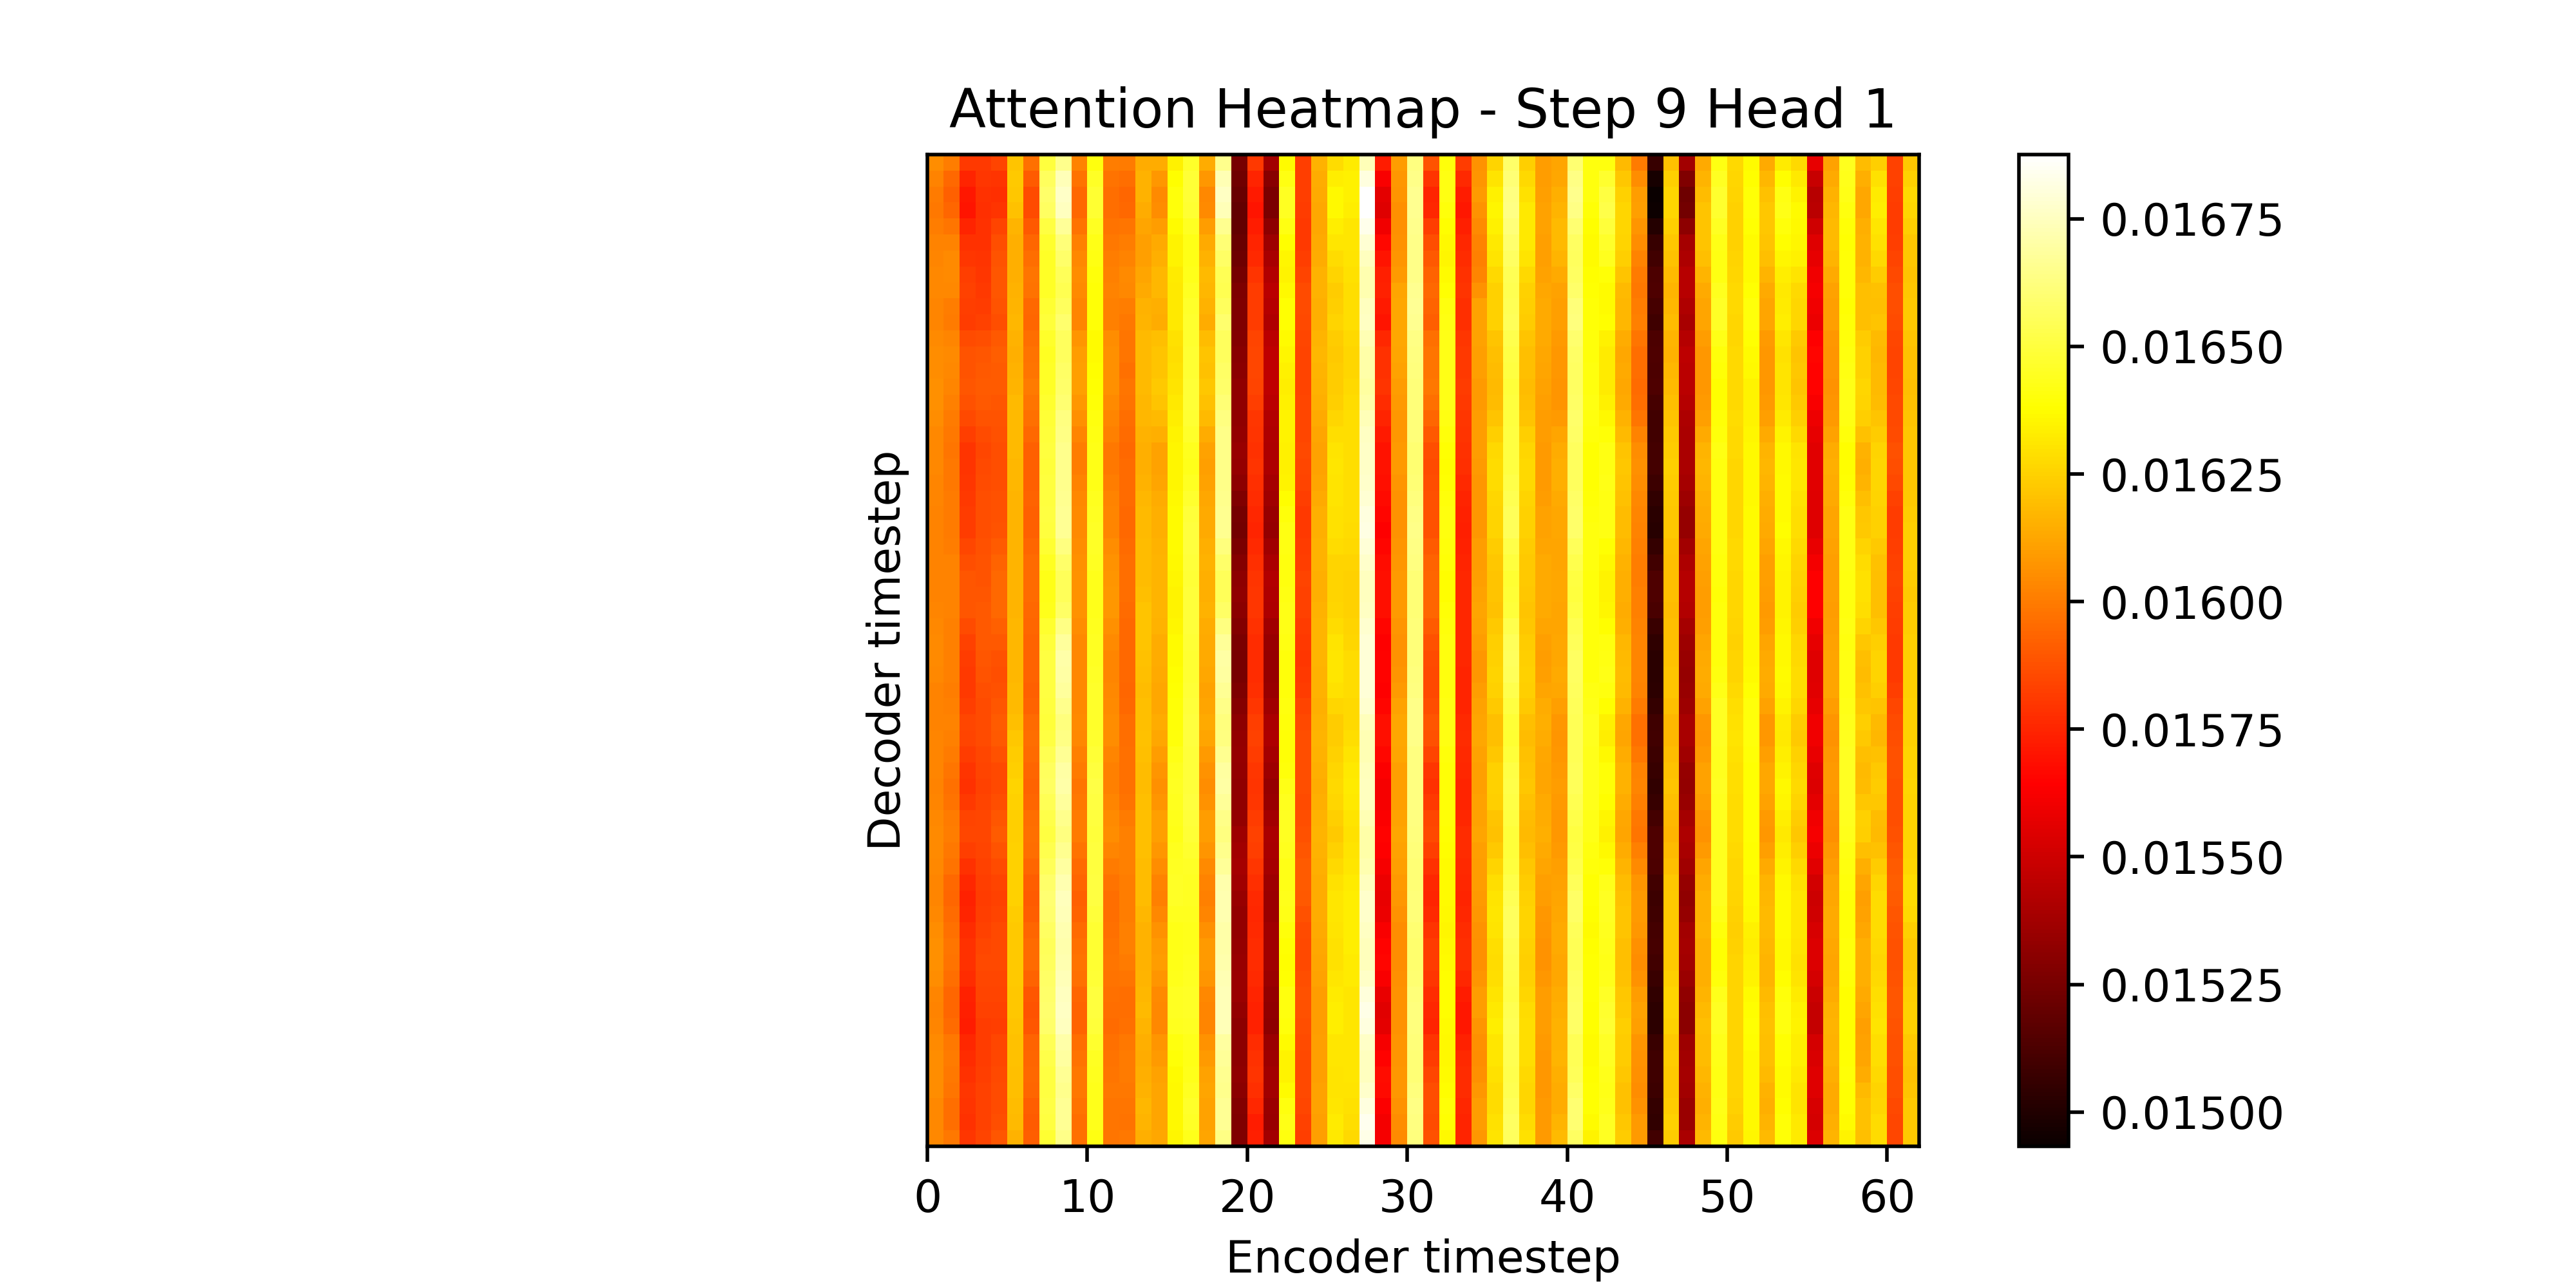 Attention Heatmap - Step 9 Head 1
Decoder timestep
0 10 20 30 40 50 60
Encoder timestep
0.01675
0.01650
0.01625
0.01600
0.01575
0.01550
0.01525
0.01500